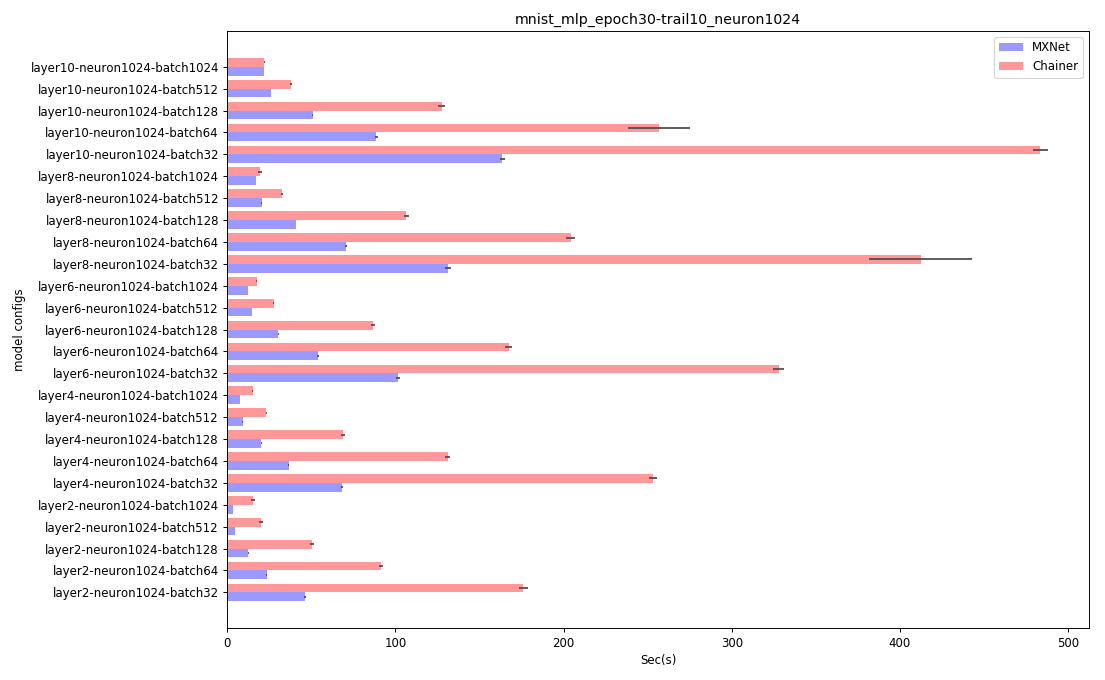 mnist_mlp_epoch30-trail10_neuron1024
MXNet
Chainer
layer10-neuron1024-batch1024
layer10-neuron1024-batch512
layer10-neuron1024-batch128
layer10-neuron1024-batch64
layer10-neuron1024-batch32
layer8-neuron1024-batch1024
layer8-neuron1024-batch512
layer8-neuron1024-batch128
layer8-neuron1024-batch64
layer8-neuron1024-batch32
layer6-neuron1024-batch1024
layer6-neuron1024-batch512
layer6-neuron1024-batch128
layer6-neuron1024-batch64
layer6-neuron1024-batch32
layer4-neuron1024-batch1024
layer4-neuron1024-batch512
layer4-neuron1024-batch128
layer4-neuron1024-batch64
layer4-neuron1024-batch32
layer2-neuron1024-batch1024
layer2-neuron1024-batch512
layer2-neuron1024-batch128
layer2-neuron1024-batch64
layer2-neuron1024-batch32
model configs
0 100 200 300 400 500
Sec(s)